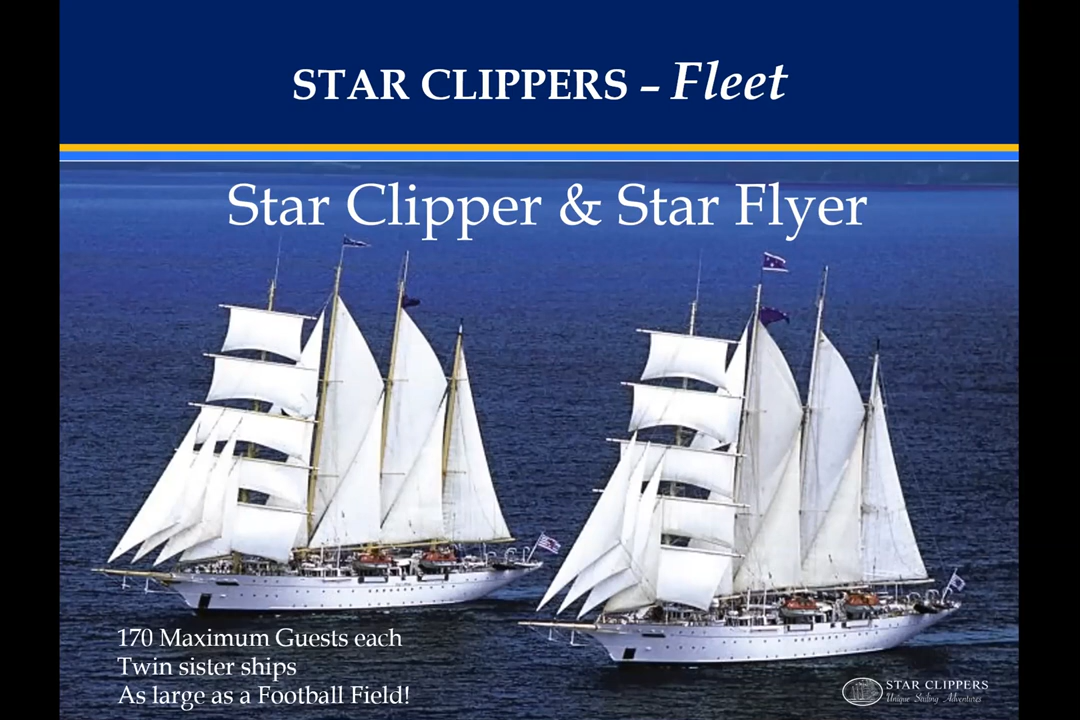 STAR CLIPPERS – Fleet
Star Clipper & Star Flyer
170 Maximum Guests each
Twin sister ships
As large as a Football Field!
STAR CLIPPERS
Unique Sailing Adventures